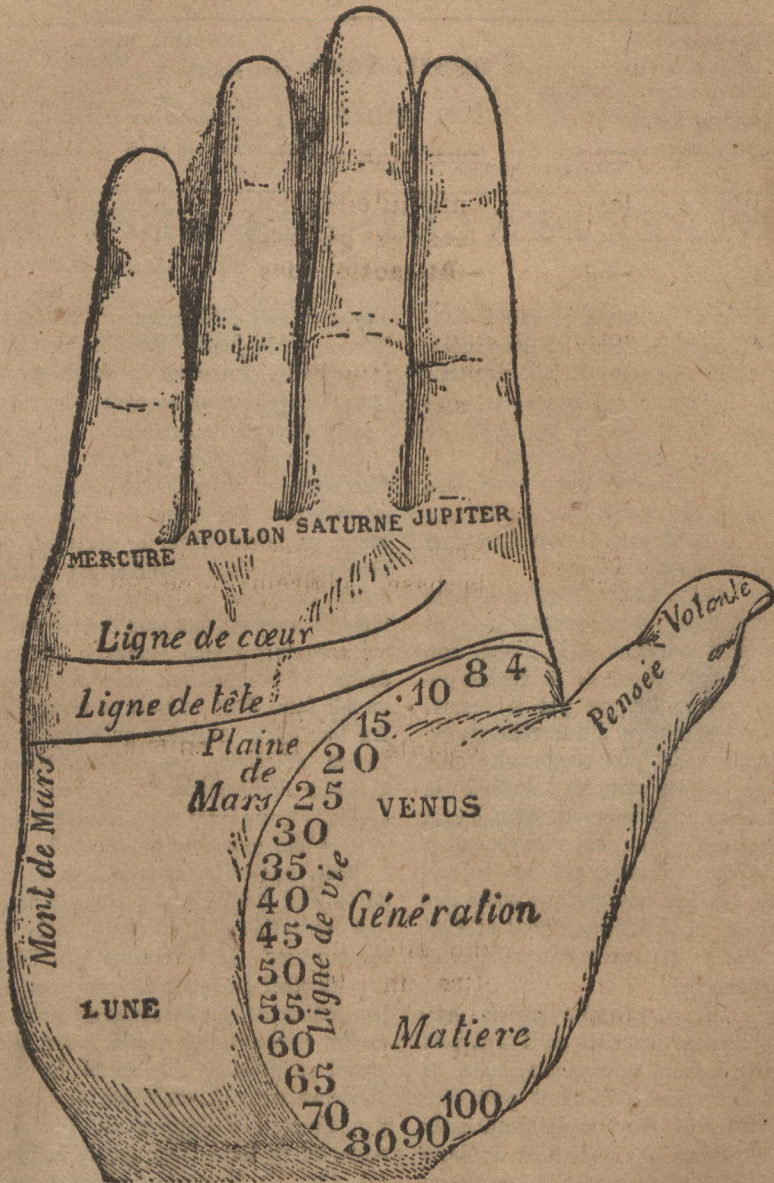 MERCURE
APOLLON
SATURNE
JUPITER
Ligne de cœur
Ligne de tête
Volonte
Pensée
4
8
10
15
20
25
30
35
40
45
50
55
60
65
70
80
90
100
Plaine
de
Mars
VENUS
Mont de Mars
Ligne de vie
Génération
LUNE
Matiere